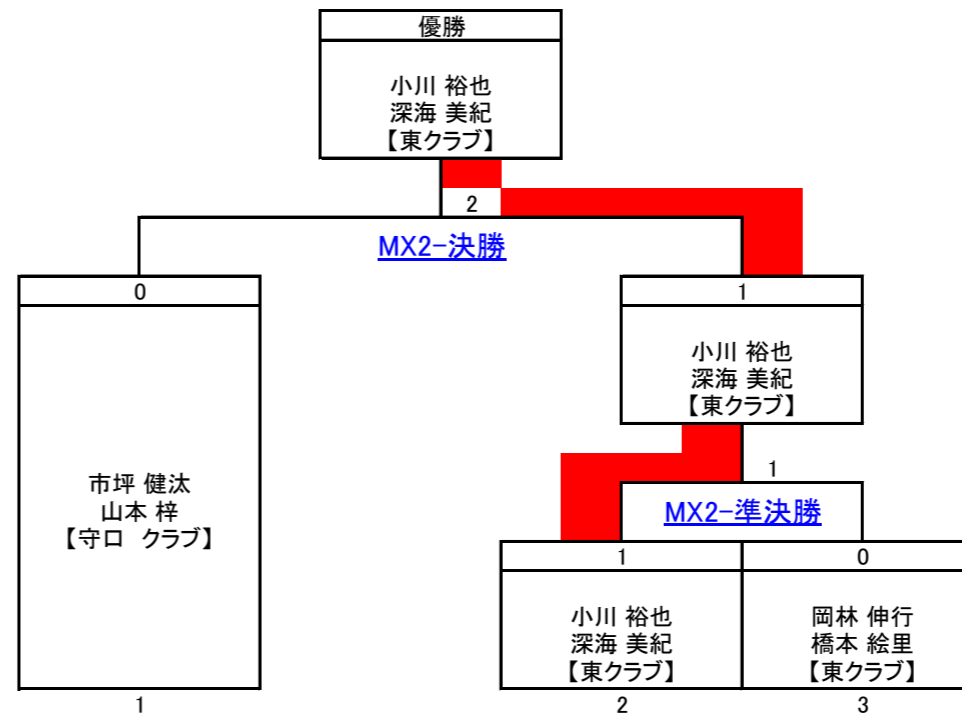 優勝
小川 裕也
深海 美紀
【東クラブ】
2
MX2-決勝
0
1
小川 裕也
深海 美紀
【東クラブ】
市坪 健汰
山本 梓
【守口　クラブ】
1
MX2-準決勝
1
0
小川 裕也
深海 美紀
【東クラブ】
岡林 伸行
橋本 絵里
【東クラブ】
1
2
3